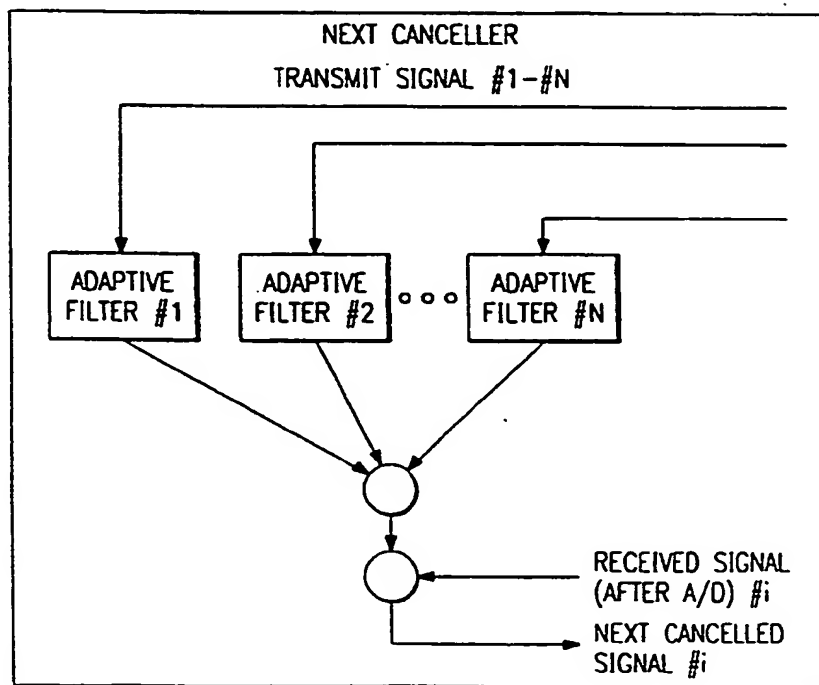 NEXT CANCELLER
TRANSMIT SIGNAL #1-#N
ADAPTIVE
FILTER #1
ADAPTIVE
FILTER #2
ADAPTIVE
FILTER #N
RECEIVED SIGNAL
(AFTER A/D) #i
NEXT CANCELLED
SIGNAL #i